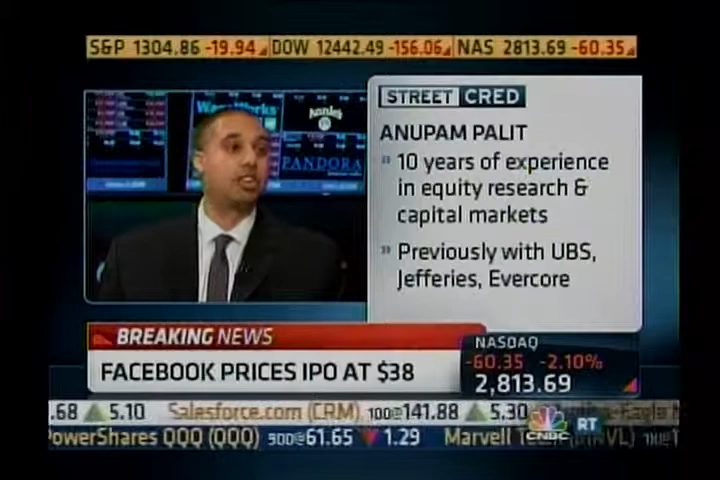 S&P 1304.86 -19.94 DOW 12442.49 -156.06 NAS 2813.69 -60.35
STREET CRED
Annie's
PANDORA
ANUPAM PALIT
» 10 years of experience
in equity research &
capital markets
» Previously with UBS,
Jefferies, Evercore
BREAKING NEWS
FACEBOOK PRICES IPO AT $38
NASDAQ
-60.35 -2.10%
2,813.69
.68 ▲ 5.10 Salesforce.com (CRM) 100@141.88 ▲ 5.30
CNBC RT
PowerShares QQQ (QQQ) 900@61.65 ▼ 1.29 Marvell